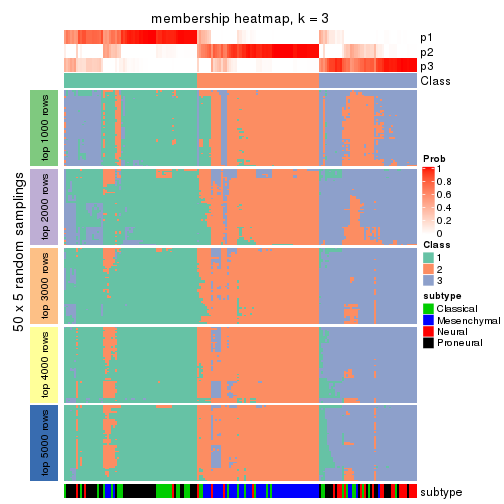 membership heatmap, k = 3
p1
p2
p3
Class
50 x 5 random samplings
top 1000 rows
top 2000 rows
top 3000 rows
top 4000 rows
top 5000 rows
Prob
1
0.8
0.6
0.4
0.2
0
Class
1
2
3
subtype
Classical
Mesenchymal
Neural
Proneural
subtype